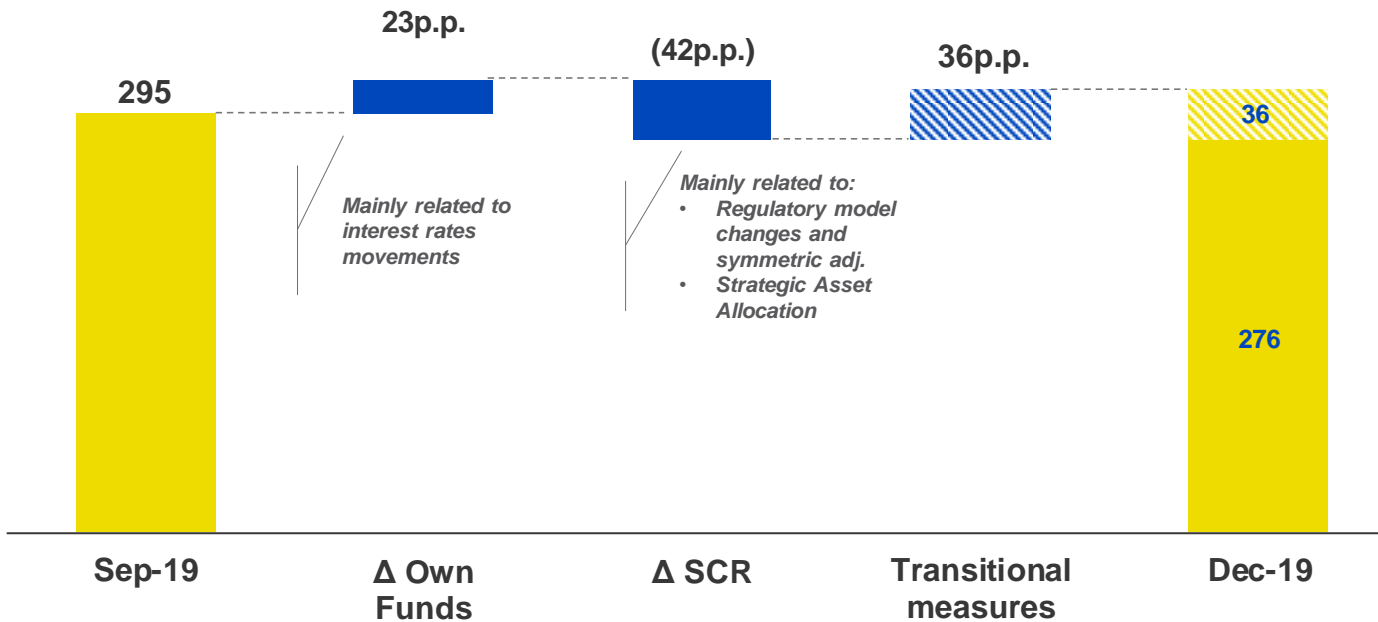 23p.p.
(42p.p.)
36p.p.
295
36
Mainly related to
interest rates
movements
Mainly related to:
• Regulatory model
changes and
symmetric adj.
• Strategic Asset
Allocation
276
Sep-19
Δ Own
Funds
Δ SCR
Transitional
measures
Dec-19